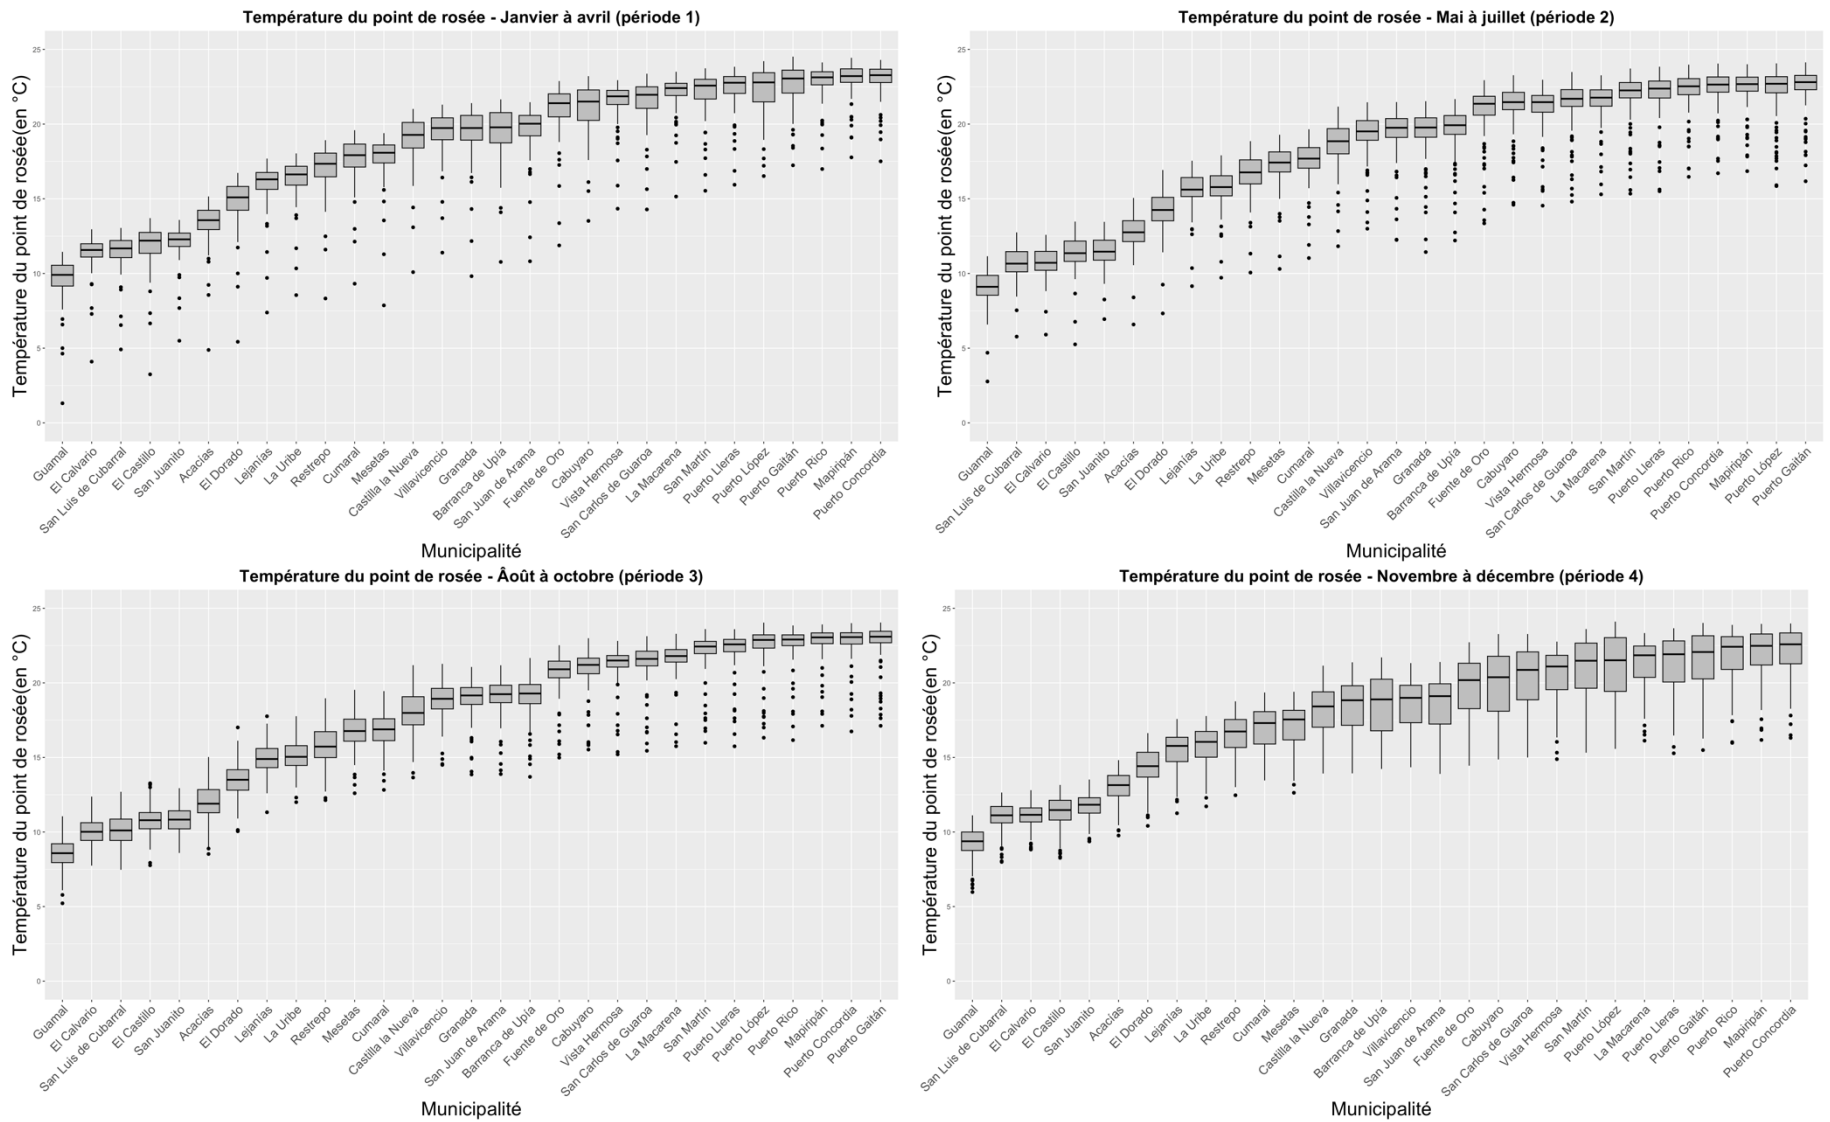 Température du point de rosée - Janvier à avril (période 1)
Température du point de rosée(en °C)
25
20
15
10
5
0
Guamal
El Calvario
San Luis de Cubarral
El Castillo
San Juanito
Acacías
El Dorado
Lejanías
La Uribe
Restrepo
Cumaral
Mesetas
Castilla la Nueva
Villavicencio
Granada
Barranca de Upía
San Juan de Arama
Fuente de Oro
Cabuyaro
Vista Hermosa
San Carlos de Guaroa
La Macarena
San Martín
Puerto Lleras
Puerto López
Puerto Gaitán
Puerto Rico
Mapiripán
Puerto Concordia
Municipalité
Température du point de rosée - Mai à juillet (période 2)
Température du point de rosée(en °C)
25
20
15
10
5
0
Guamal
San Luis de Cubarral
El Calvario
El Castillo
San Juanito
Acacías
El Dorado
Lejanías
La Uribe
Restrepo
Mesetas
Cumaral
Castilla la Nueva
Villavicencio
San Juan de Arama
Granada
Barranca de Upía
Fuente de Oro
Cabuyaro
Vista Hermosa
San Carlos de Guaroa
La Macarena
San Martín
Puerto Lleras
Puerto Rico
Puerto Concordia
Mapiripán
Puerto López
Puerto Gaitán
Municipalité
Température du point de rosée - Âoût à octobre (période 3)
Température du point de rosée(en °C)
25
20
15
10
5
0
Guamal
El Calvario
San Luis de Cubarral
El Castillo
San Juanito
Acacías
El Dorado
Lejanías
La Uribe
Restrepo
Mesetas
Cumaral
Castilla la Nueva
Villavicencio
Granada
San Juan de Arama
Barranca de Upía
Fuente de Oro
Cabuyaro
Vista Hermosa
San Carlos de Guaroa
La Macarena
San Martín
Puerto Lleras
Puerto López
Puerto Rico
Mapiripán
Puerto Concordia
Puerto Gaitán
Municipalité
Température du point de rosée - Novembre à décembre (période 4)
Température du point de rosée(en °C)
25
20
15
10
5
0
Guamal
San Luis de Cubarral
El Calvario
El Castillo
San Juanito
Acacías
El Dorado
Lejanías
La Uribe
Restrepo
Cumaral
Mesetas
Castilla la Nueva
Granada
Barranca de Upía
Villavicencio
San Juan de Arama
Fuente de Oro
Cabuyaro
San Carlos de Guaroa
Vista Hermosa
San Martín
Puerto López
La Macarena
Puerto Lleras
Puerto Gaitán
Puerto Rico
Mapiripán
Puerto Concordia
Municipalité